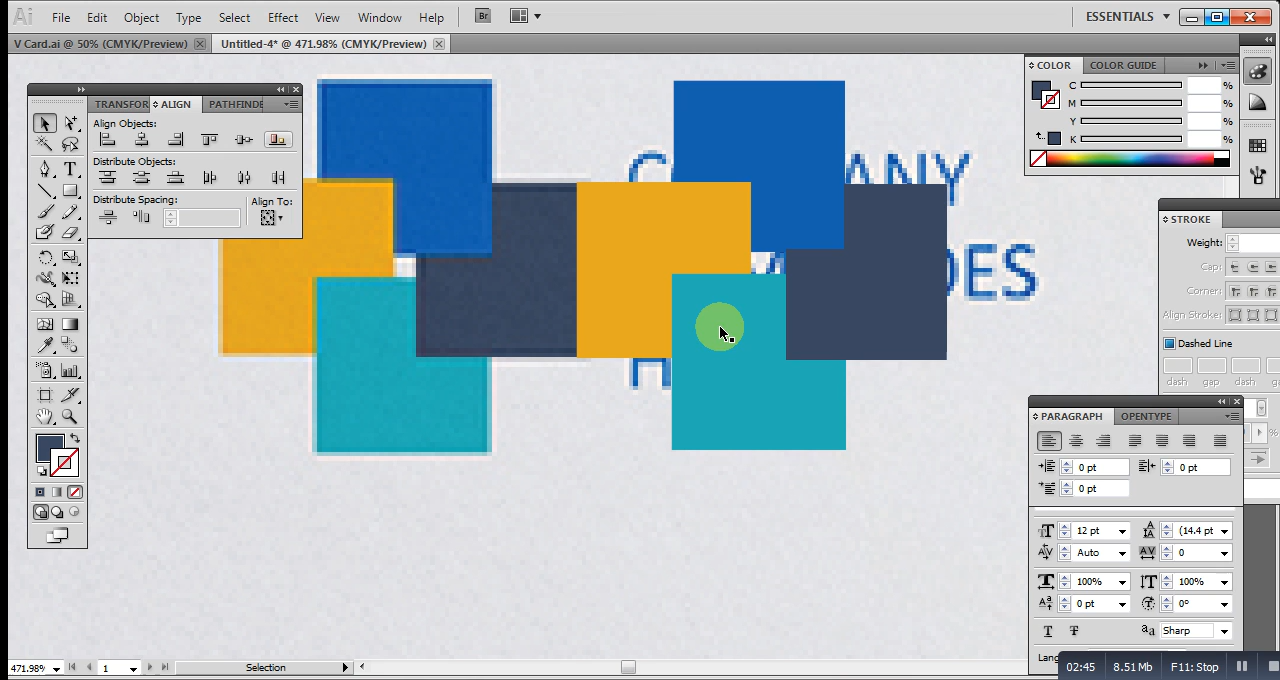 Ai File Edit Object Type Select Effect View Window Help Br ESSENTIALS
V Card.ai @ 50% (CMYK/Preview) Untitled-4* @ 471.98% (CMYK/Preview)
COLOR COLOR GUIDE
C %
M %
Y %
K %
TRANSFOR ALIGN PATHFINDE
Align Objects:
Distribute Objects:
Distribute Spacing: Align To:
STROKE
Weight:
Cap:
Corner:
Align Stroke:
Dashed Line
dash gap dash
%
PARAGRAPH OPENTYPE
0 pt 0 pt
0 pt
12 pt (14.4 pt
Auto 0
100% 100%
0 pt 0°
T T aa Sharp
471.98% 1 Selection
02:45 8.51 Mb F11: Stop